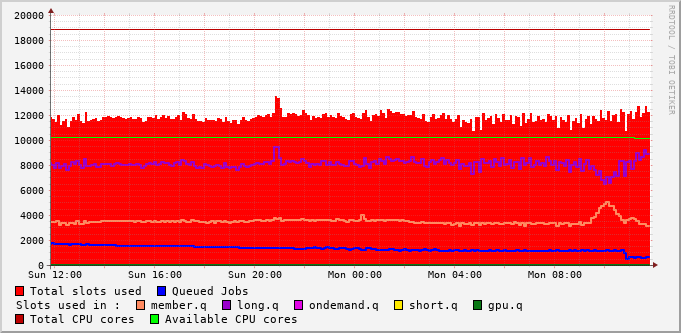 20000
18000
16000
14000
12000
10000
8000
6000
4000
2000
0
Sun 12:00 Sun 16:00 Sun 20:00 Mon 00:00 Mon 04:00 Mon 08:00
Total slots used Queued Jobs
Slots used in : member.q long.q ondemand.q short.q gpu.q
Total CPU cores Available CPU cores
RRDTOOL / TOBI OETIKER